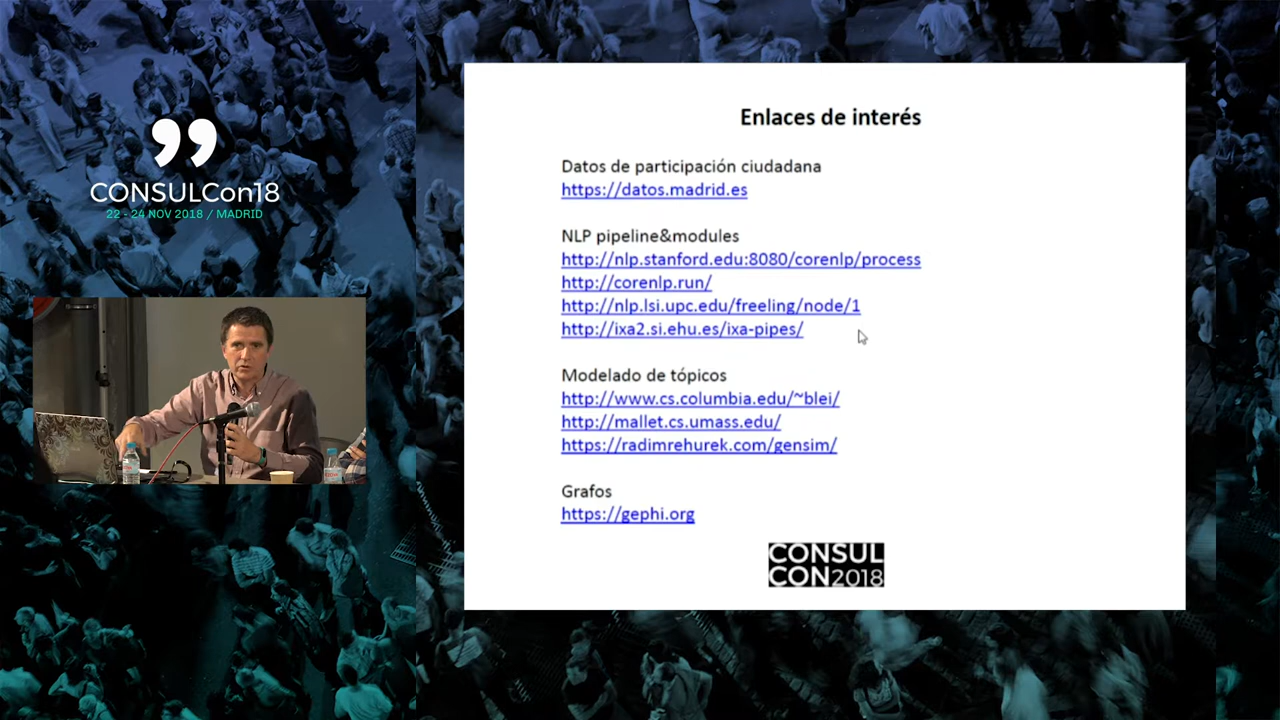 CONSULCon18
22 - 24 NOV 2018 / MADRID
Enlaces de interés
Datos de participación ciudadana
https://datos.madrid.es
NLP pipeline&modules
http://nlp.stanford.edu:8080/corenlp/process
http://corenlp.run/
http://nlp.lsi.upc.edu/freeling/node/1
http://ixa2.si.ehu.es/ixa-pipes/
Modelado de tópicos
http://www.cs.columbia.edu/~blei/
http://mallet.cs.umass.edu/
https://radimrehurek.com/gensim/
Grafos
https://gephi.org
CONSUL
CON2018